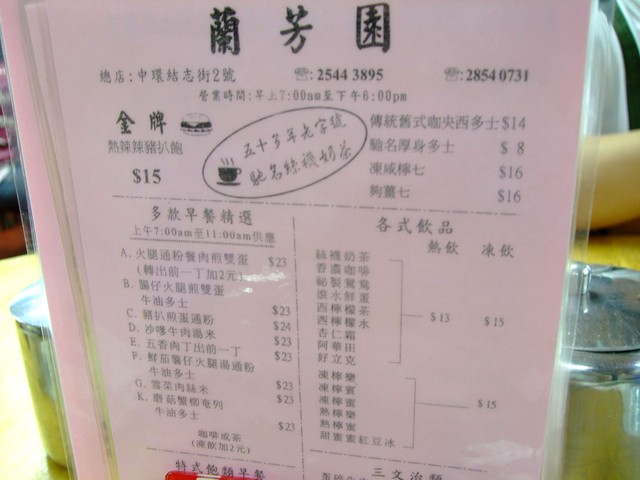 蘭芳園
總店:中環結志街2號 ☏:2544 3895 ☏:2854 0731
營業時間:早上7:00am至下午6:00pm
金牌
熱辣辣豬扒飽
$15
五十多年老字號
馳名絲襪奶茶
傳統舊式咖央西多士 $14
馳名厚身多士 $8
凍咸檸七 $16
夠薑七 $16
多款早餐精選
上午7:00am至11:00am供應
A. 火腿通粉餐肉煎雙蛋 $23
(轉出前一丁加2元)
B. 腸仔火腿煎雙蛋
牛油多士 $23
C. 豬扒煎蛋通粉 $24
D. 沙嗲牛肉湯米 $23
E. 五香肉丁出前一丁 $23
F. 鮮茄腸仔火腿湯通粉
牛油多士 $23
G. 雪菜肉絲米 $23
K. 磨菇蟹柳奄列
牛油多士 $23
咖啡或茶
(凍飲加2元)
特式飽類早餐
各式飲品
熱飲 凍飲
絲襪奶茶
香濃咖啡
祕製鴛鴦
滾水鮮蛋
西檸檬茶
西檸檬水
杏仁霜
阿華田
好立克
$13 $15
凍檸樂
凍檸賓
凍檸蜜
熱檸樂
熱檸蜜
甜蜜蜜紅豆冰
$15
三文治類